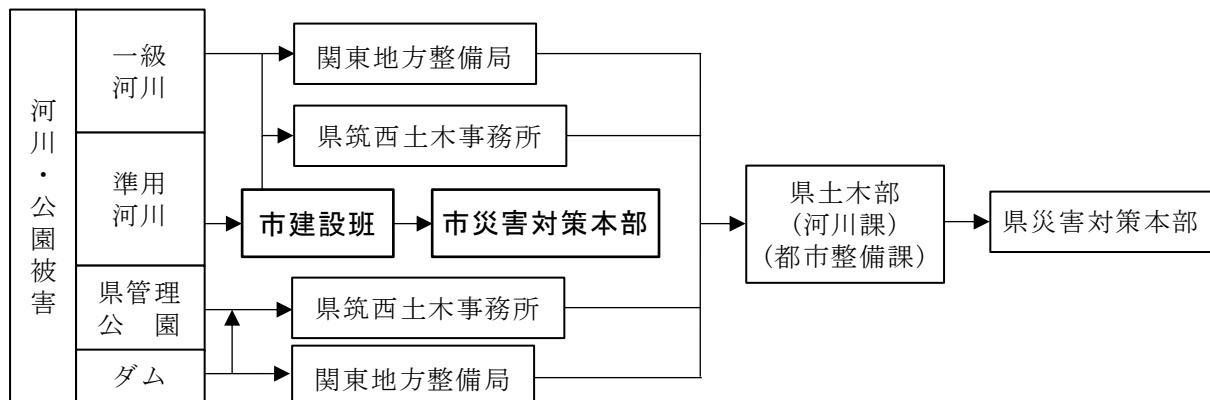 河川・公園被害
一級
河川
準用
河川
県管理
公　園
ダム
関東地方整備局
県筑西土木事務所
市建設班
市災害対策本部
県筑西土木事務所
関東地方整備局
県土木部
（河川課）
（都市整備課）
県災害対策本部